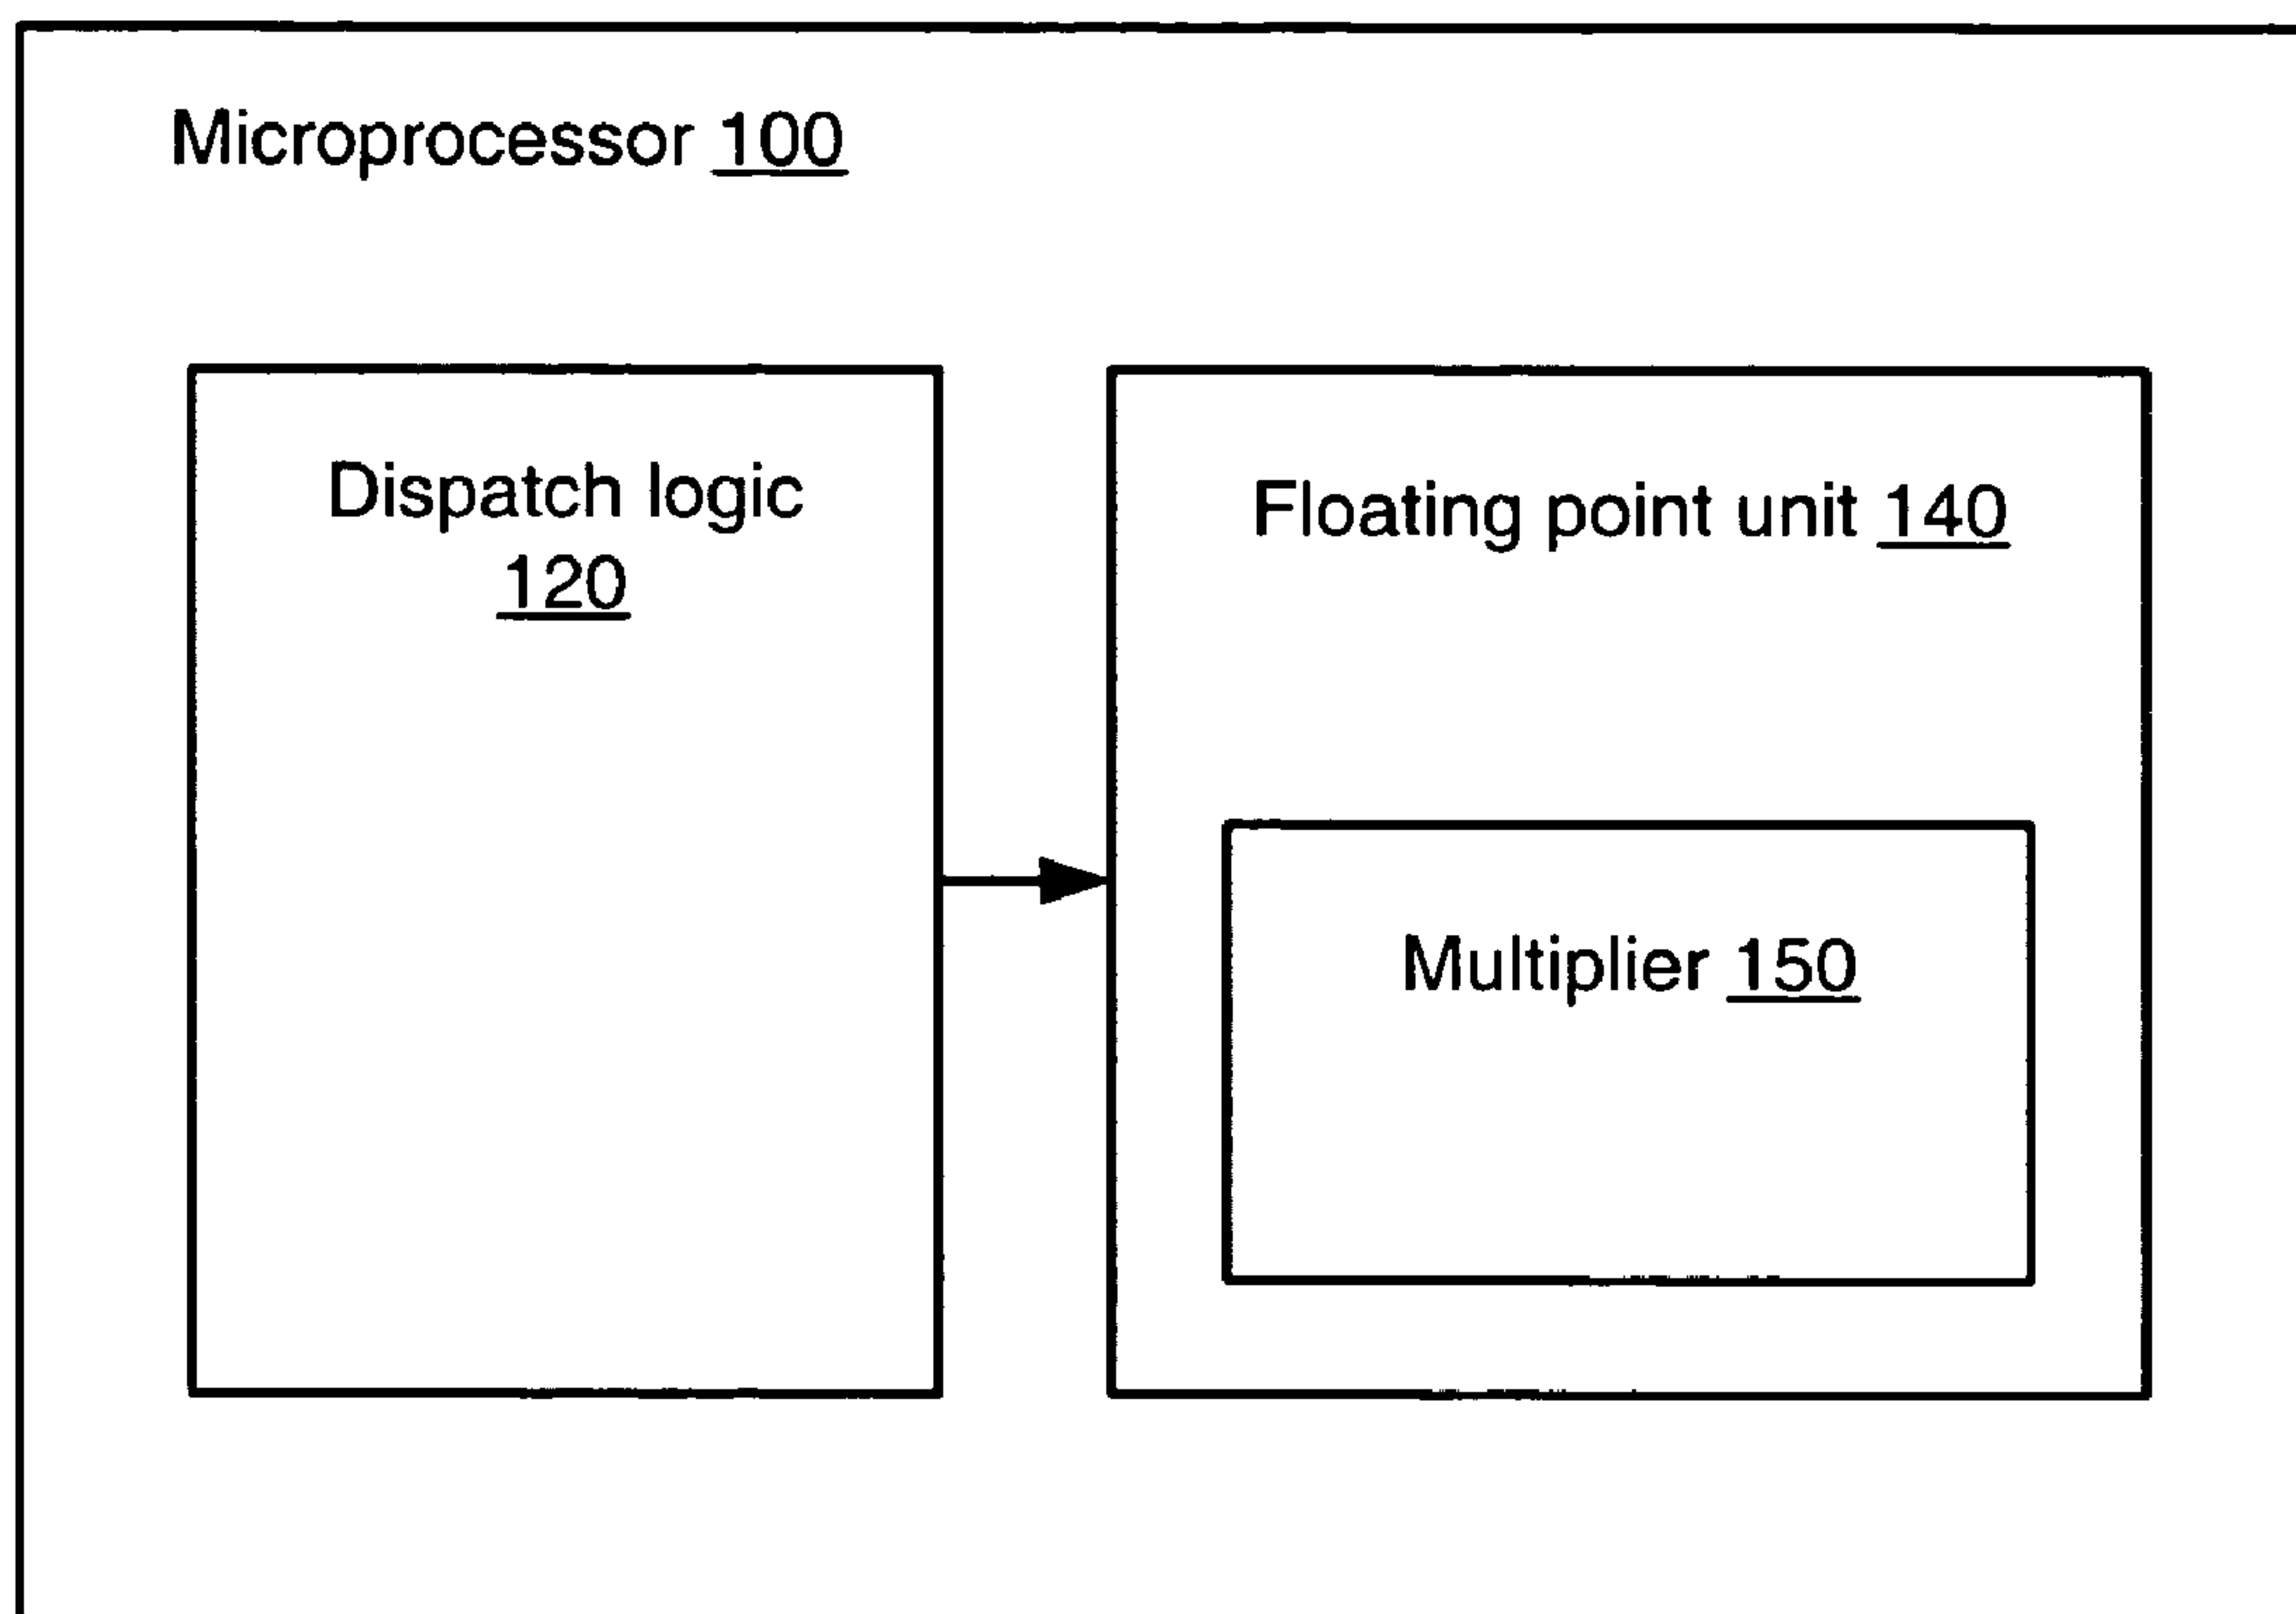 Microprocessor 100
Dispatch logic
120
Floating point unit 140
Multiplier 150